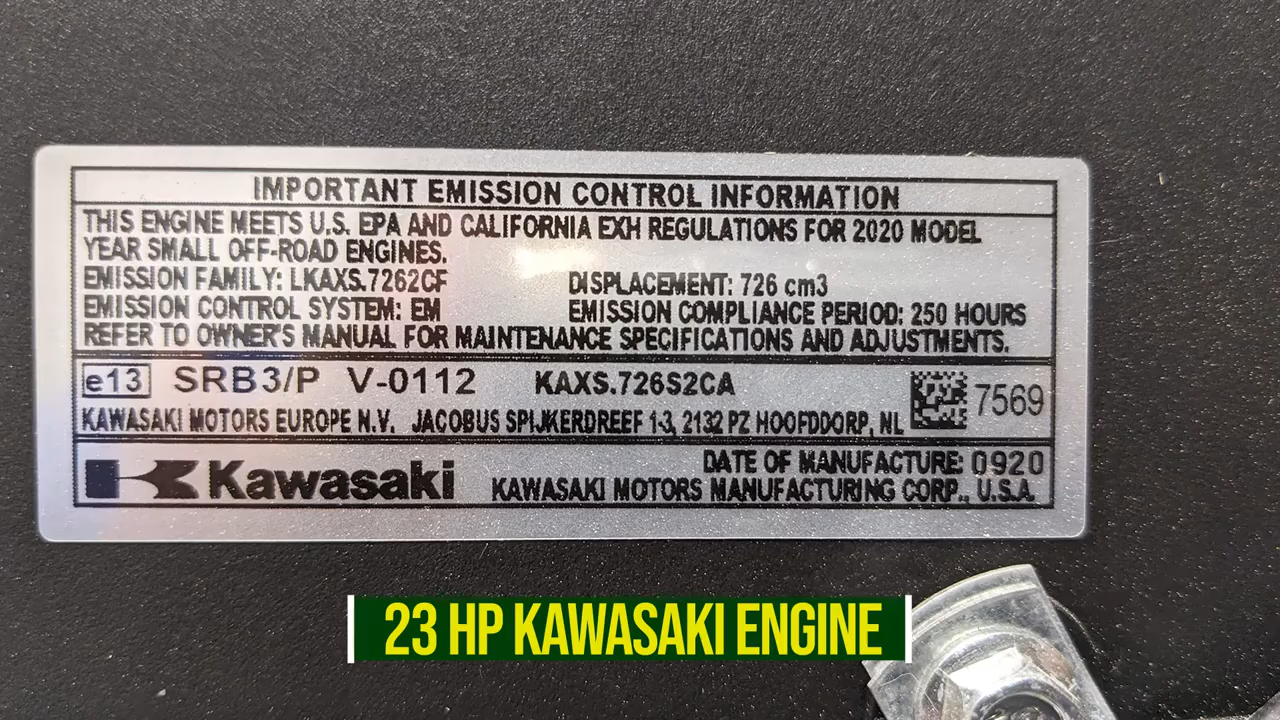 IMPORTANT EMISSION CONTROL INFORMATION
THIS ENGINE MEETS U.S. EPA AND CALIFORNIA EXH REGULATIONS FOR 2020 MODEL
YEAR SMALL OFF-ROAD ENGINES.
EMISSION FAMILY: LKAXS.7262CF DISPLACEMENT: 726 cm3
EMISSION CONTROL SYSTEM: EM EMISSION COMPLIANCE PERIOD: 250 HOURS
REFER TO OWNER'S MANUAL FOR MAINTENANCE SPECIFICATIONS AND ADJUSTMENTS.
e13 SRB3/P V-0112 KAXS.726S2CA 7569
KAWASAKI MOTORS EUROPE N.V. JACOBUS SPIJKERDREEF 1-3, 2132 PZ HOOFDDORP, NL
Kawasaki DATE OF MANUFACTURE: 0920
KAWASAKI MOTORS MANUFACTURING CORP., U.S.A.
23 HP KAWASAKI ENGINE